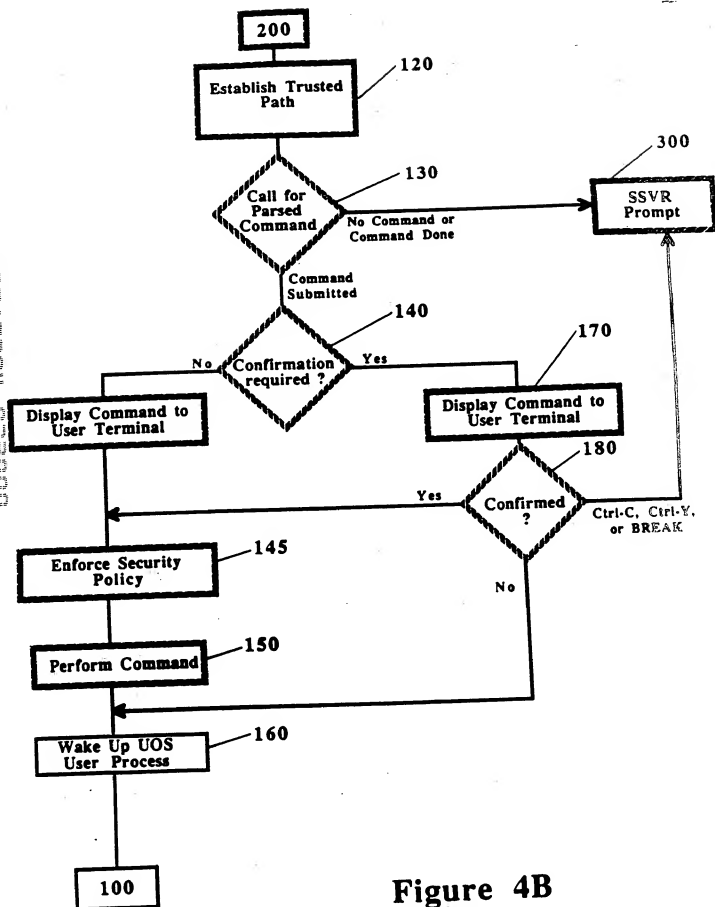 200
Establish Trusted
Path
120
Call for
Parsed
Command
130
No Command or
Command Done
300
SSVR
Prompt
Command
Submitted
140
No
Confirmation
required ?
Yes
170
Display Command to
User Terminal
Display Command to
User Terminal
180
Yes
Confirmed
?
Ctrl-C, Ctrl-Y,
or BREAK
No
Enforce Security
Policy
145
Perform Command
150
Wake Up UOS
User Process
160
100
Figure 4B